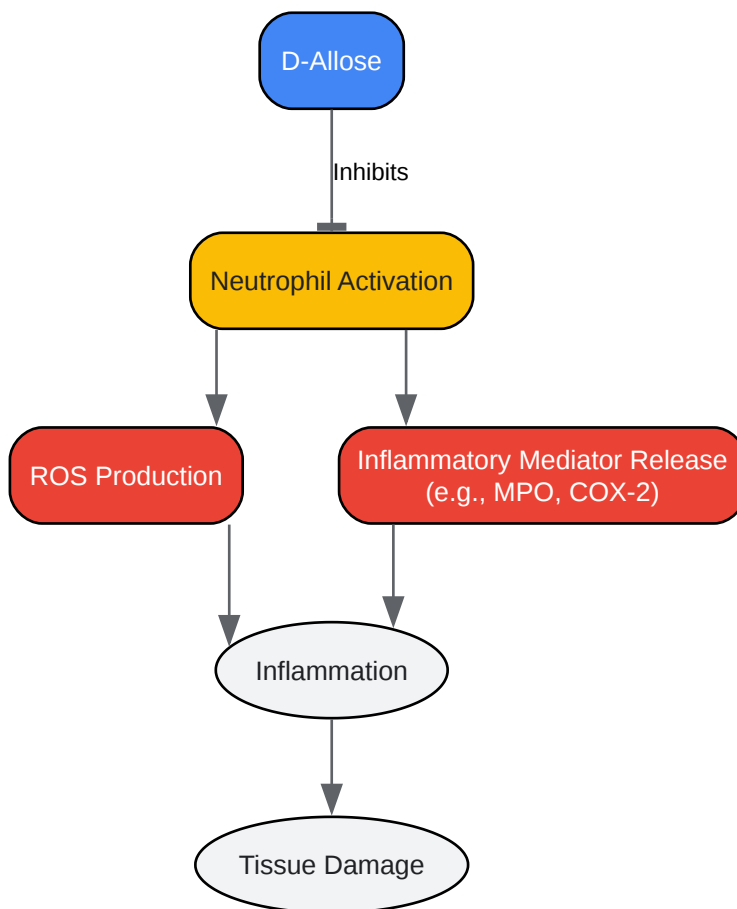 D-Allose
Inhibits
Neutrophil Activation
ROS Production
Inflammatory Mediator Release
(e.g., MPO, COX-2)
Inflammation
Tissue Damage